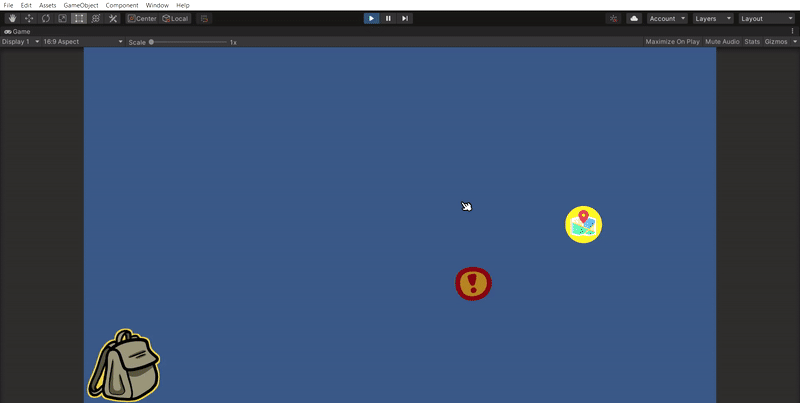 File Edit Assets GameObject Component Window Help
Center Local Account Layers Layout
Game
Display 1 16:9 Aspect Scale 1x Maximize On Play Mute Audio Stats Gizmos
!